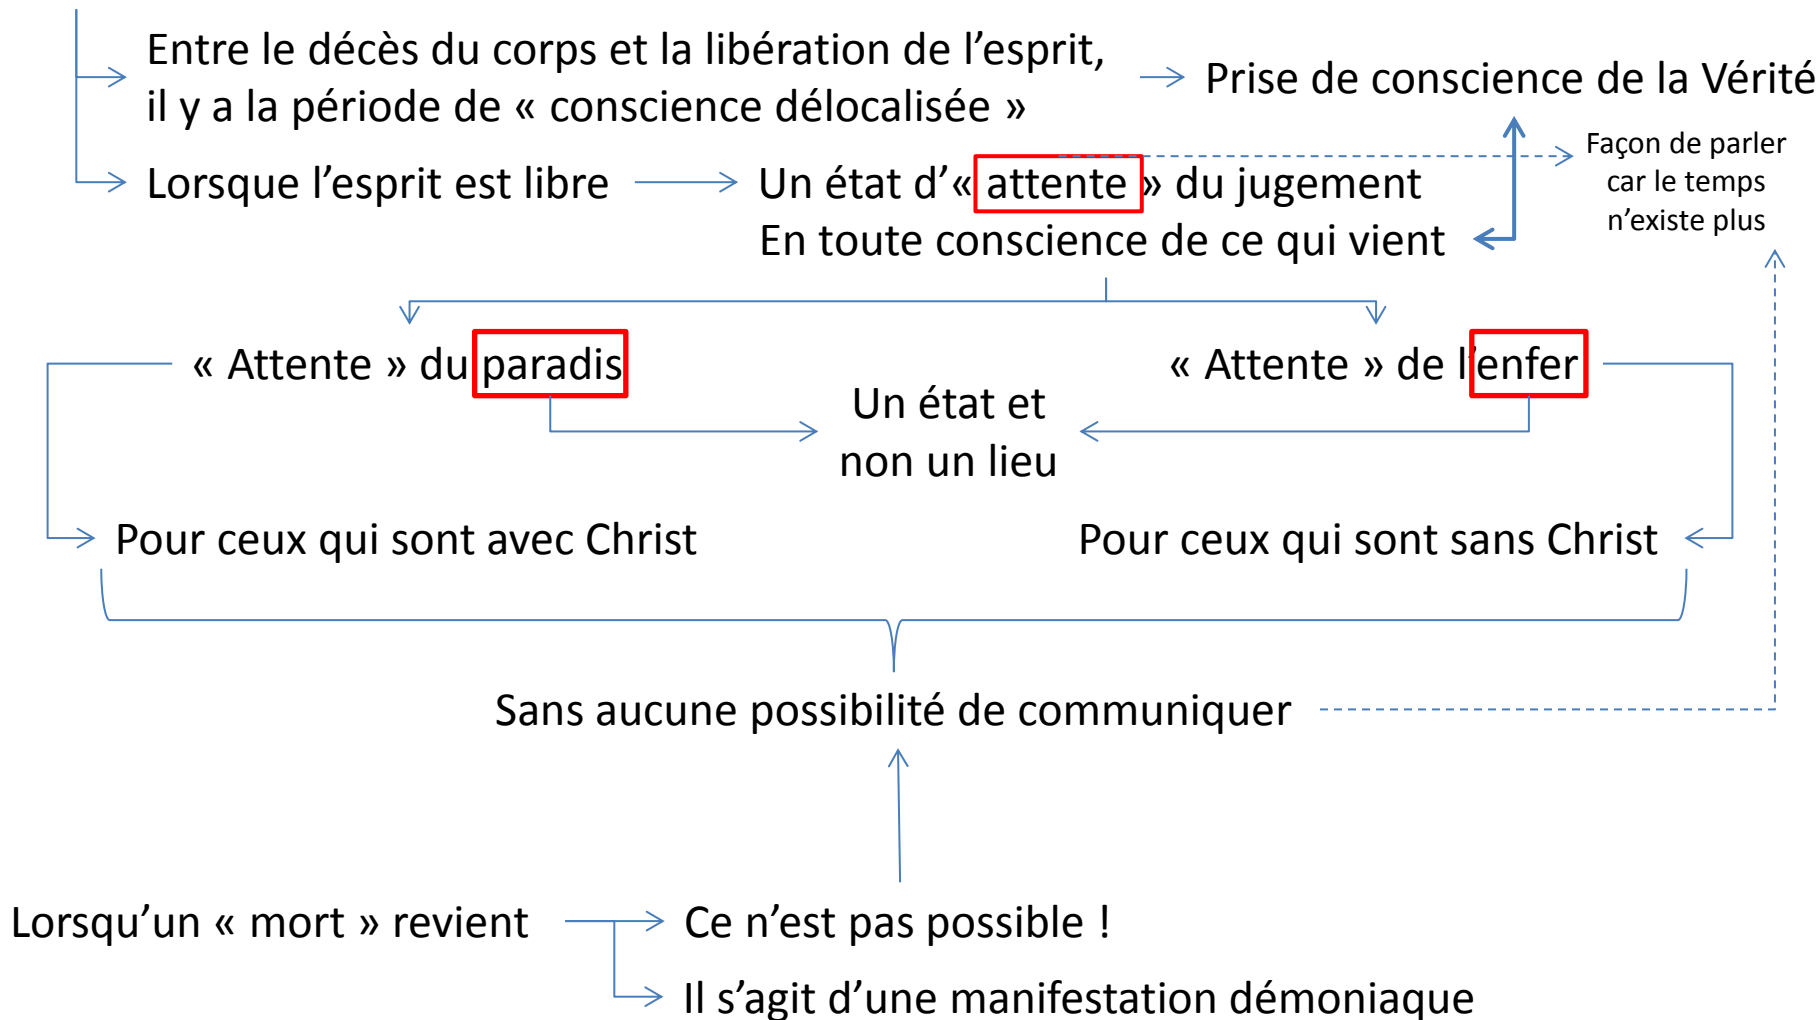 Entre le décès du corps et la libération de l’esprit,
il y a la période de « conscience délocalisée »
Prise de conscience de la Vérité
Façon de parler
car le temps
n’existe plus
Lorsque l’esprit est libre
Un état d’« attente » du jugement
En toute conscience de ce qui vient
« Attente » du paradis
« Attente » de l’enfer
Un état et
non un lieu
Pour ceux qui sont avec Christ
Pour ceux qui sont sans Christ
Sans aucune possibilité de communiquer
Lorsqu’un « mort » revient
Ce n’est pas possible !
Il s’agit d’une manifestation démoniaque